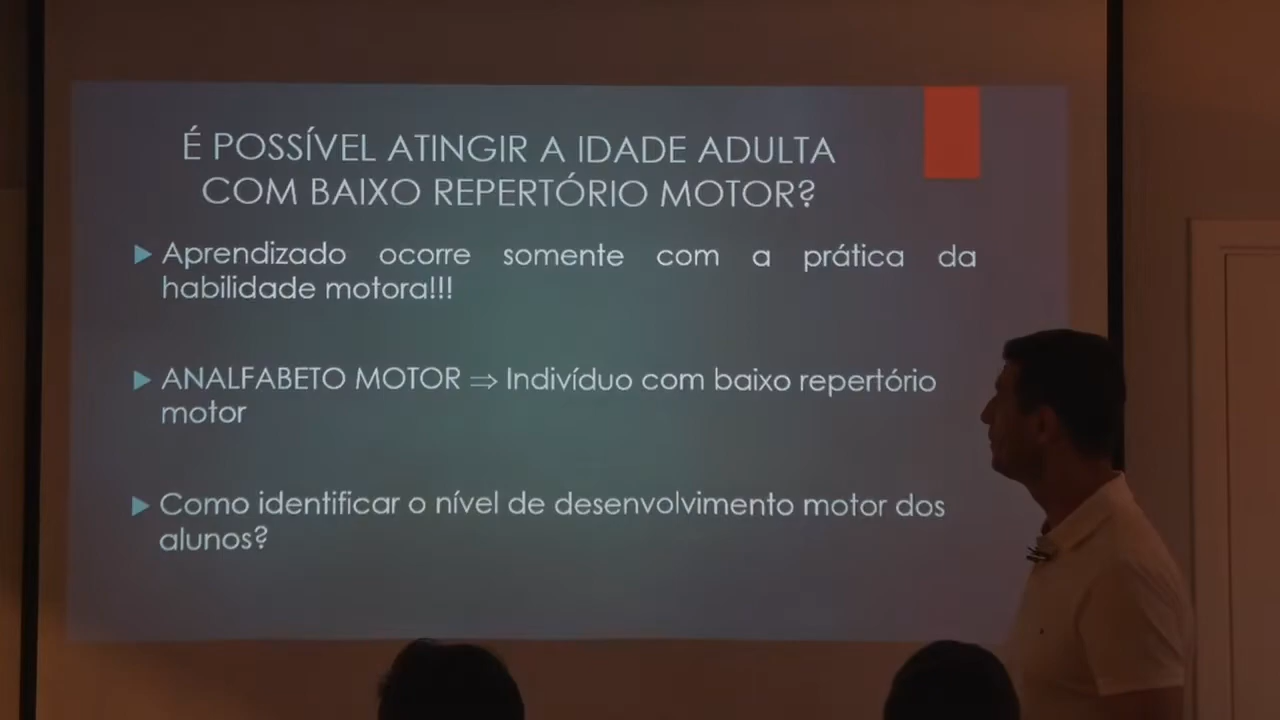 É POSSÍVEL ATINGIR A IDADE ADULTA
COM BAIXO REPERTÓRIO MOTOR?
Aprendizado ocorre somente com a prática da
habilidade motora!!!
ANALFABETO MOTOR ⇒ Indivíduo com baixo repertório
motor
Como identificar o nível de desenvolvimento motor dos
alunos?